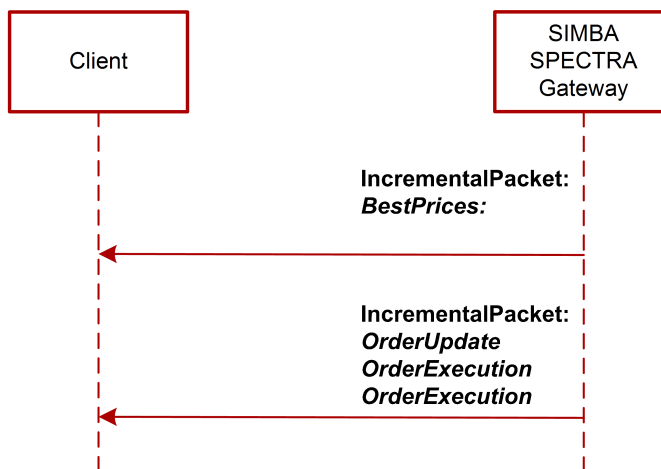 Client
SIMBA
SPECTRA
Gateway
IncrementalPacket:
BestPrices:
IncrementalPacket:
OrderUpdate
OrderExecution
OrderExecution